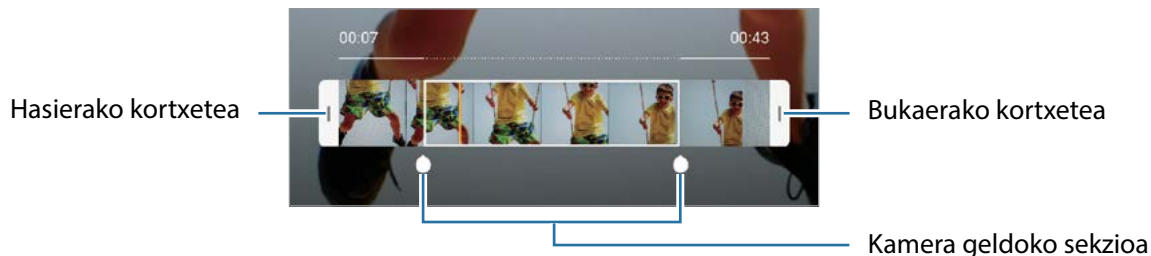 00:07 00:43
Hasierako kortxetea
Bukaerako kortxetea
Kamera geldoko sekzioa